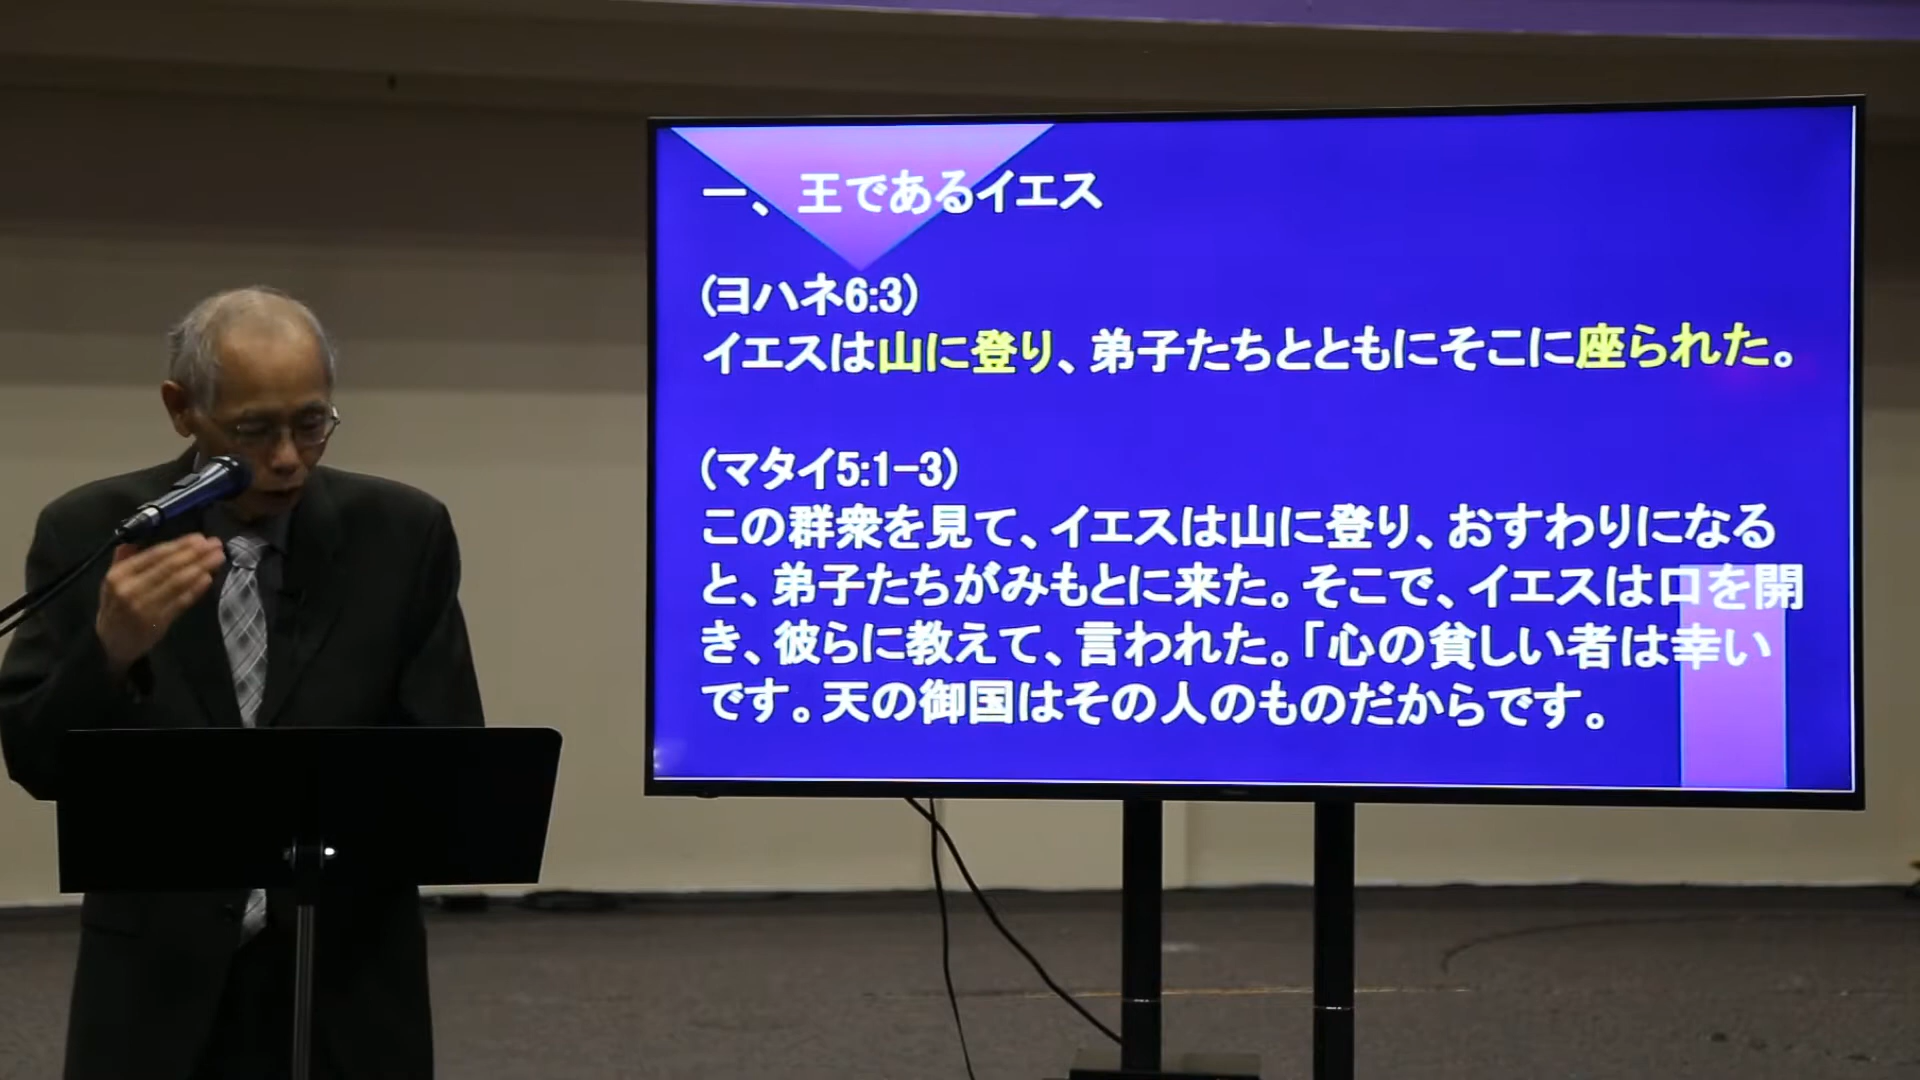 一、王であるイエス
(ヨハネ6:3)
イエスは山に登り、弟子たちとともにそこに座られた。
(マタイ5:1-3)
この群衆を見て、イエスは山に登り、おすわりになる
と、弟子たちがみもとに来た。そこで、イエスは口を開
き、彼らに教えて、言われた。「心の貧しい者は幸い
です。天の御国はその人のものだからです。